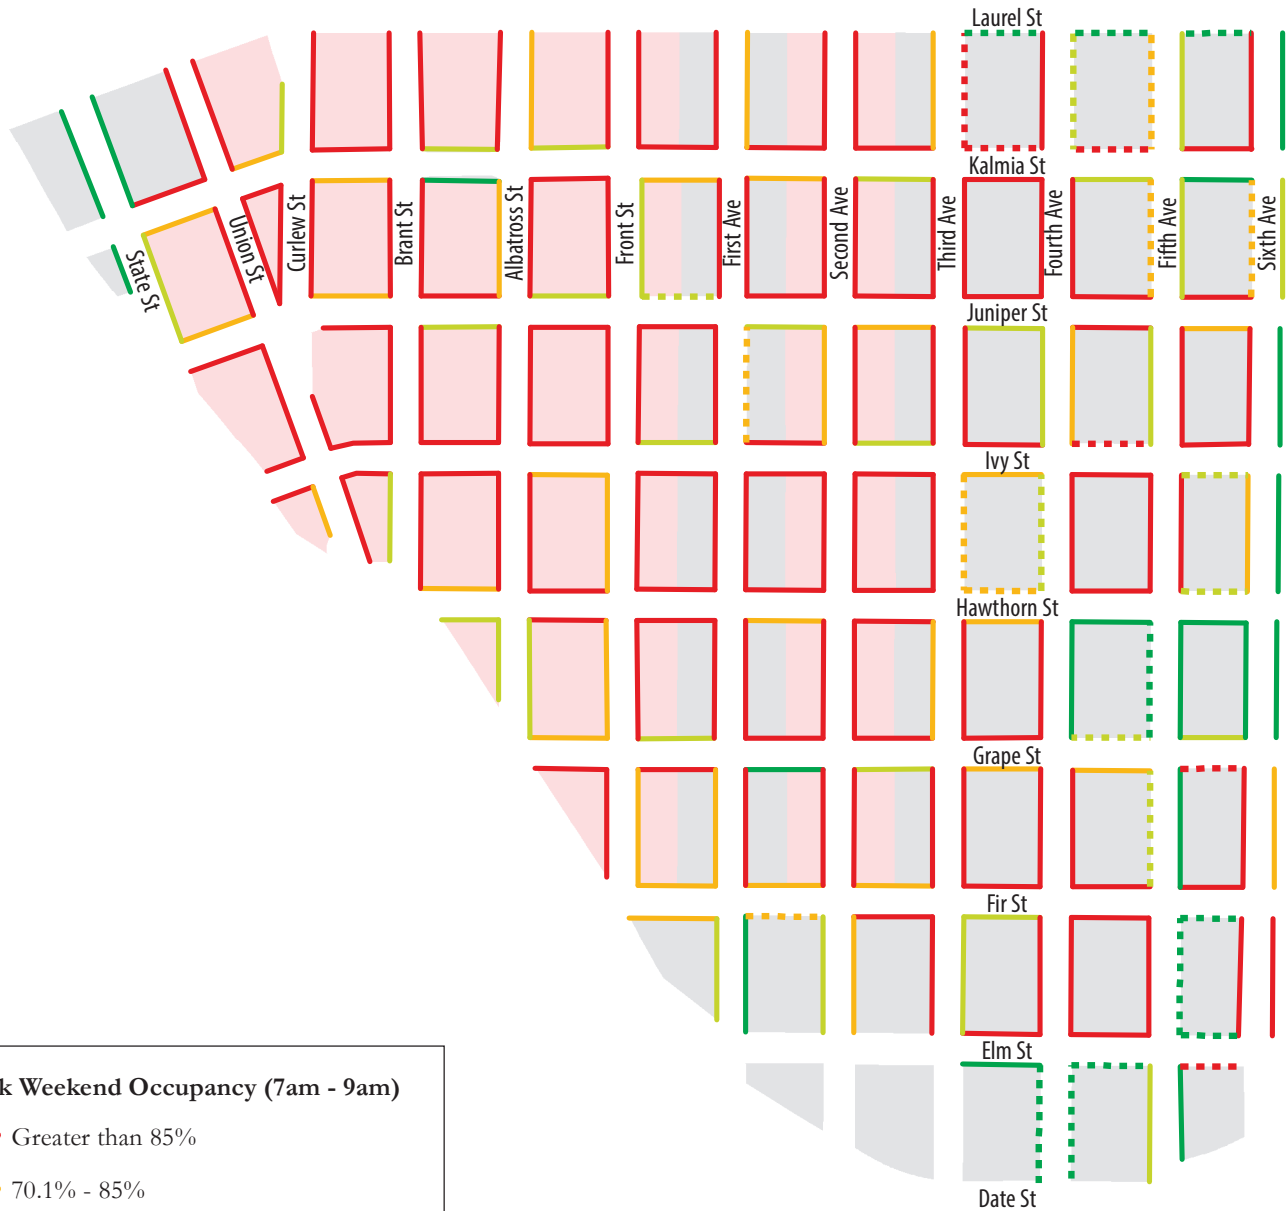 Laurel St
Kalmia St
State St
Union St
Curlew St
Brant St
Albatross St
Front St
First Ave
Second Ave
Third Ave
Fourth Ave
Fifth Ave
Sixth Ave
Juniper St
Ivy St
Hawthorn St
Grape St
Fir St
Elm St
Date St
k Weekend Occupancy (7am - 9am)
Greater than 85%
70.1% - 85%